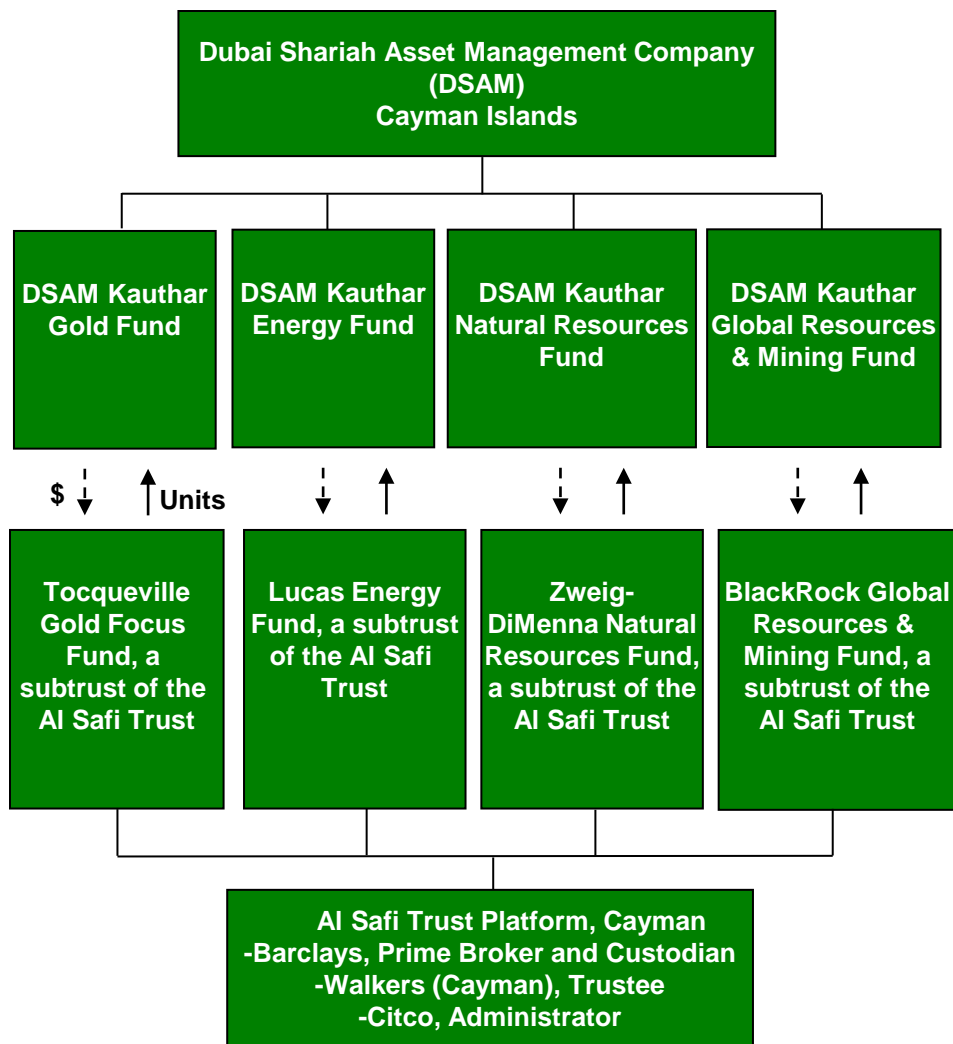 Dubai Shariah Asset Management Company
(DSAM)
Cayman Islands
DSAM Kauthar
Gold Fund
DSAM Kauthar
Energy Fund
DSAM Kauthar
Natural Resources
Fund
DSAM Kauthar
Global Resources
& Mining Fund
$
Units
Tocqueville
Gold Focus
Fund, a
subtrust of the
Al Safi Trust
Lucas Energy
Fund, a subtrust
of the Al Safi
Trust
Zweig-
DiMenna Natural
Resources Fund,
a subtrust of the
Al Safi Trust
BlackRock Global
Resources &
Mining Fund, a
subtrust of the
Al Safi Trust
Al Safi Trust Platform, Cayman
-Barclays, Prime Broker and Custodian
-Walkers (Cayman), Trustee
-Citco, Administrator